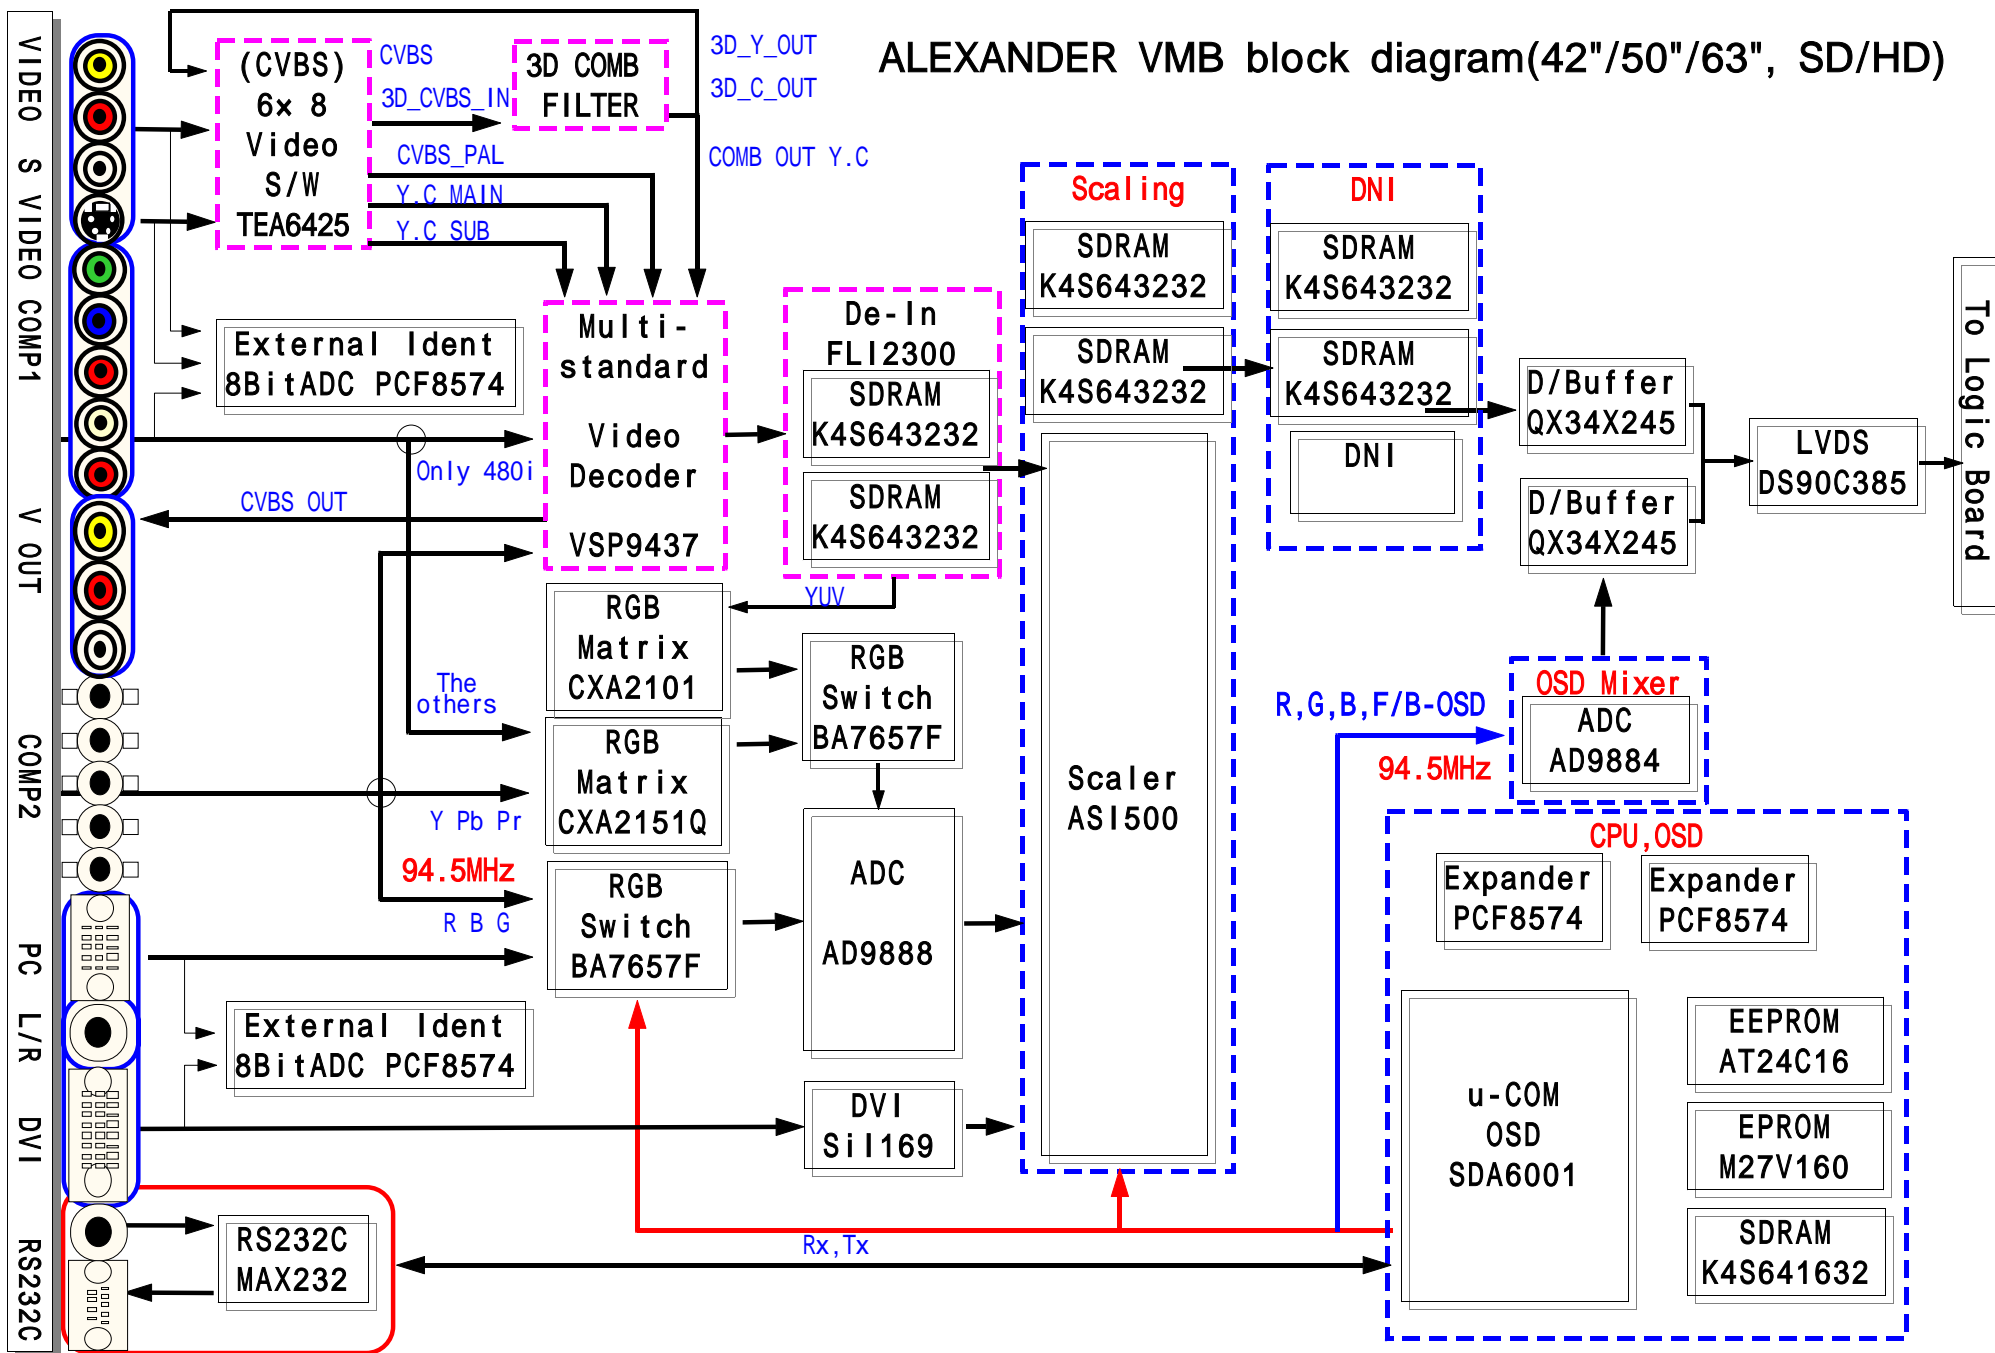 ALEXANDER VMB block diagram(42"/50"/63", SD/HD)
VIDEO
S VIDEO
COMP1
V OUT
COMP2
PC
L/R
DVI
RS232C
(CVBS)
6x 8
Video
S/W
TEA6425
CVBS
3D_CVBS_IN
CVBS_PAL
Y.C MAIN
Y.C SUB
3D COMB
FILTER
3D_Y_OUT
3D_C_OUT
COMB OUT Y.C
External Ident
8BitADC PCF8574
Only 480i
CVBS OUT
Multi-
standard
Video
Decoder
VSP9437
De-In
FLI2300
SDRAM
K4S643232
SDRAM
K4S643232
YUV
Scaling
SDRAM
K4S643232
SDRAM
K4S643232
Scaler
ASI500
DNI
SDRAM
K4S643232
SDRAM
K4S643232
DNI
D/Buffer
QX34X245
D/Buffer
QX34X245
LVDS
DS90C385
To Logic Board
RGB
Matrix
CXA2101
The
others
RGB
Matrix
CXA2151Q
Y Pb Pr
94.5MHz
R B G
RGB
Switch
BA7657F
RGB
Switch
BA7657F
ADC
AD9888
External Ident
8BitADC PCF8574
DVI
SiI169
RS232C
MAX232
Rx,Tx
R,G,B,F/B-OSD
94.5MHz
OSD Mixer
ADC
AD9884
CPU,OSD
Expander
PCF8574
Expander
PCF8574
u-COM
OSD
SDA6001
EEPROM
AT24C16
EPROM
M27V160
SDRAM
K4S641632